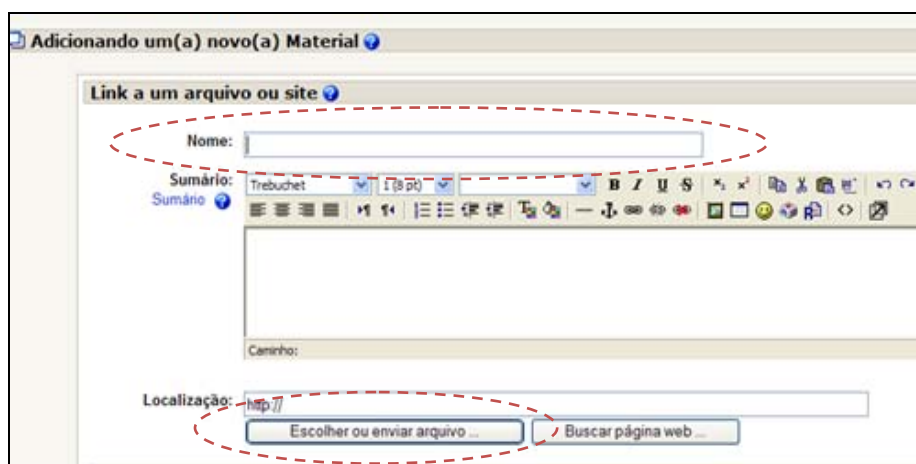 Adicionando um(a) novo(a) Material
Link a um arquivo ou site
Nome:
Sumário:
Sumário
Trebuchet 1 (8 pt) B I U S
Caminho:
Localização: http://
Escolher ou enviar arquivo ... Buscar página web ...